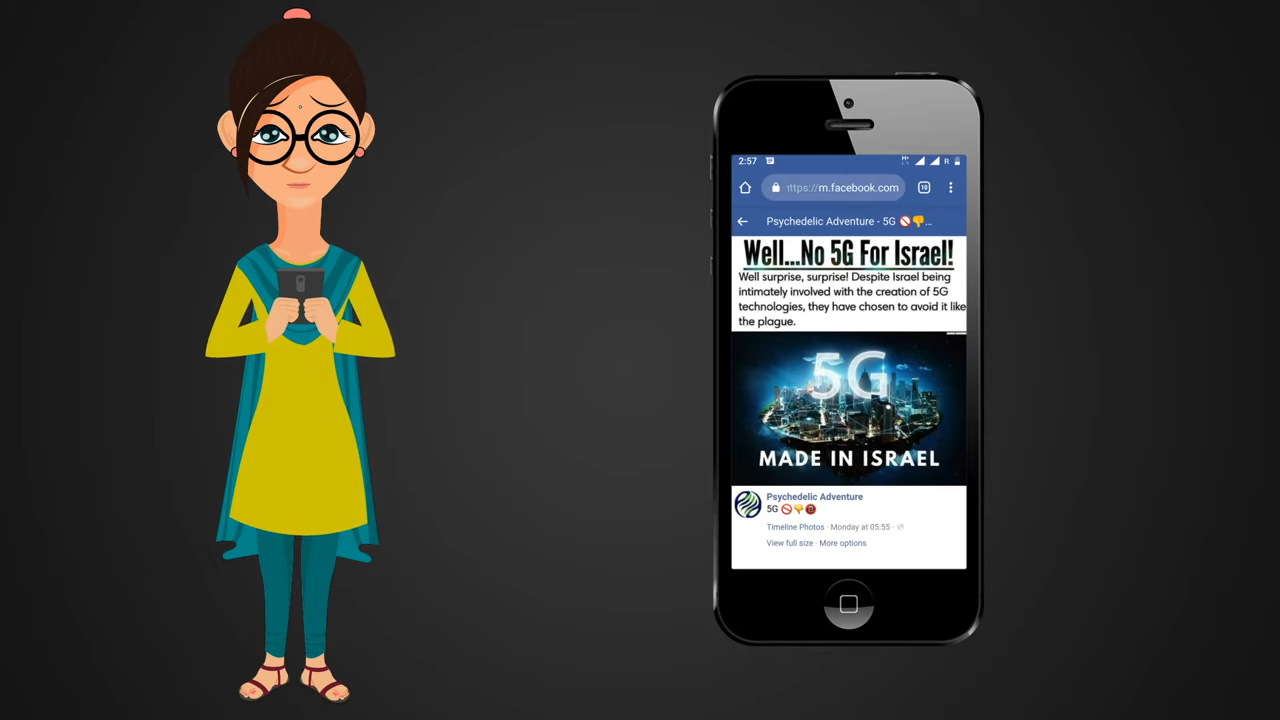 2:57
H+
R
https://m.facebook.com
10
Psychedelic Adventure - 5G 🚫👎...
Well...No 5G For Israel!
Well surprise, surprise! Despite Israel being
intimately involved with the creation of 5G
technologies, they have chosen to avoid it like
the plague.
5G
MADE IN ISRAEL
Psychedelic Adventure
5G 🚫👎📵
Timeline Photos · Monday at 05:55 ·
View full size · More options